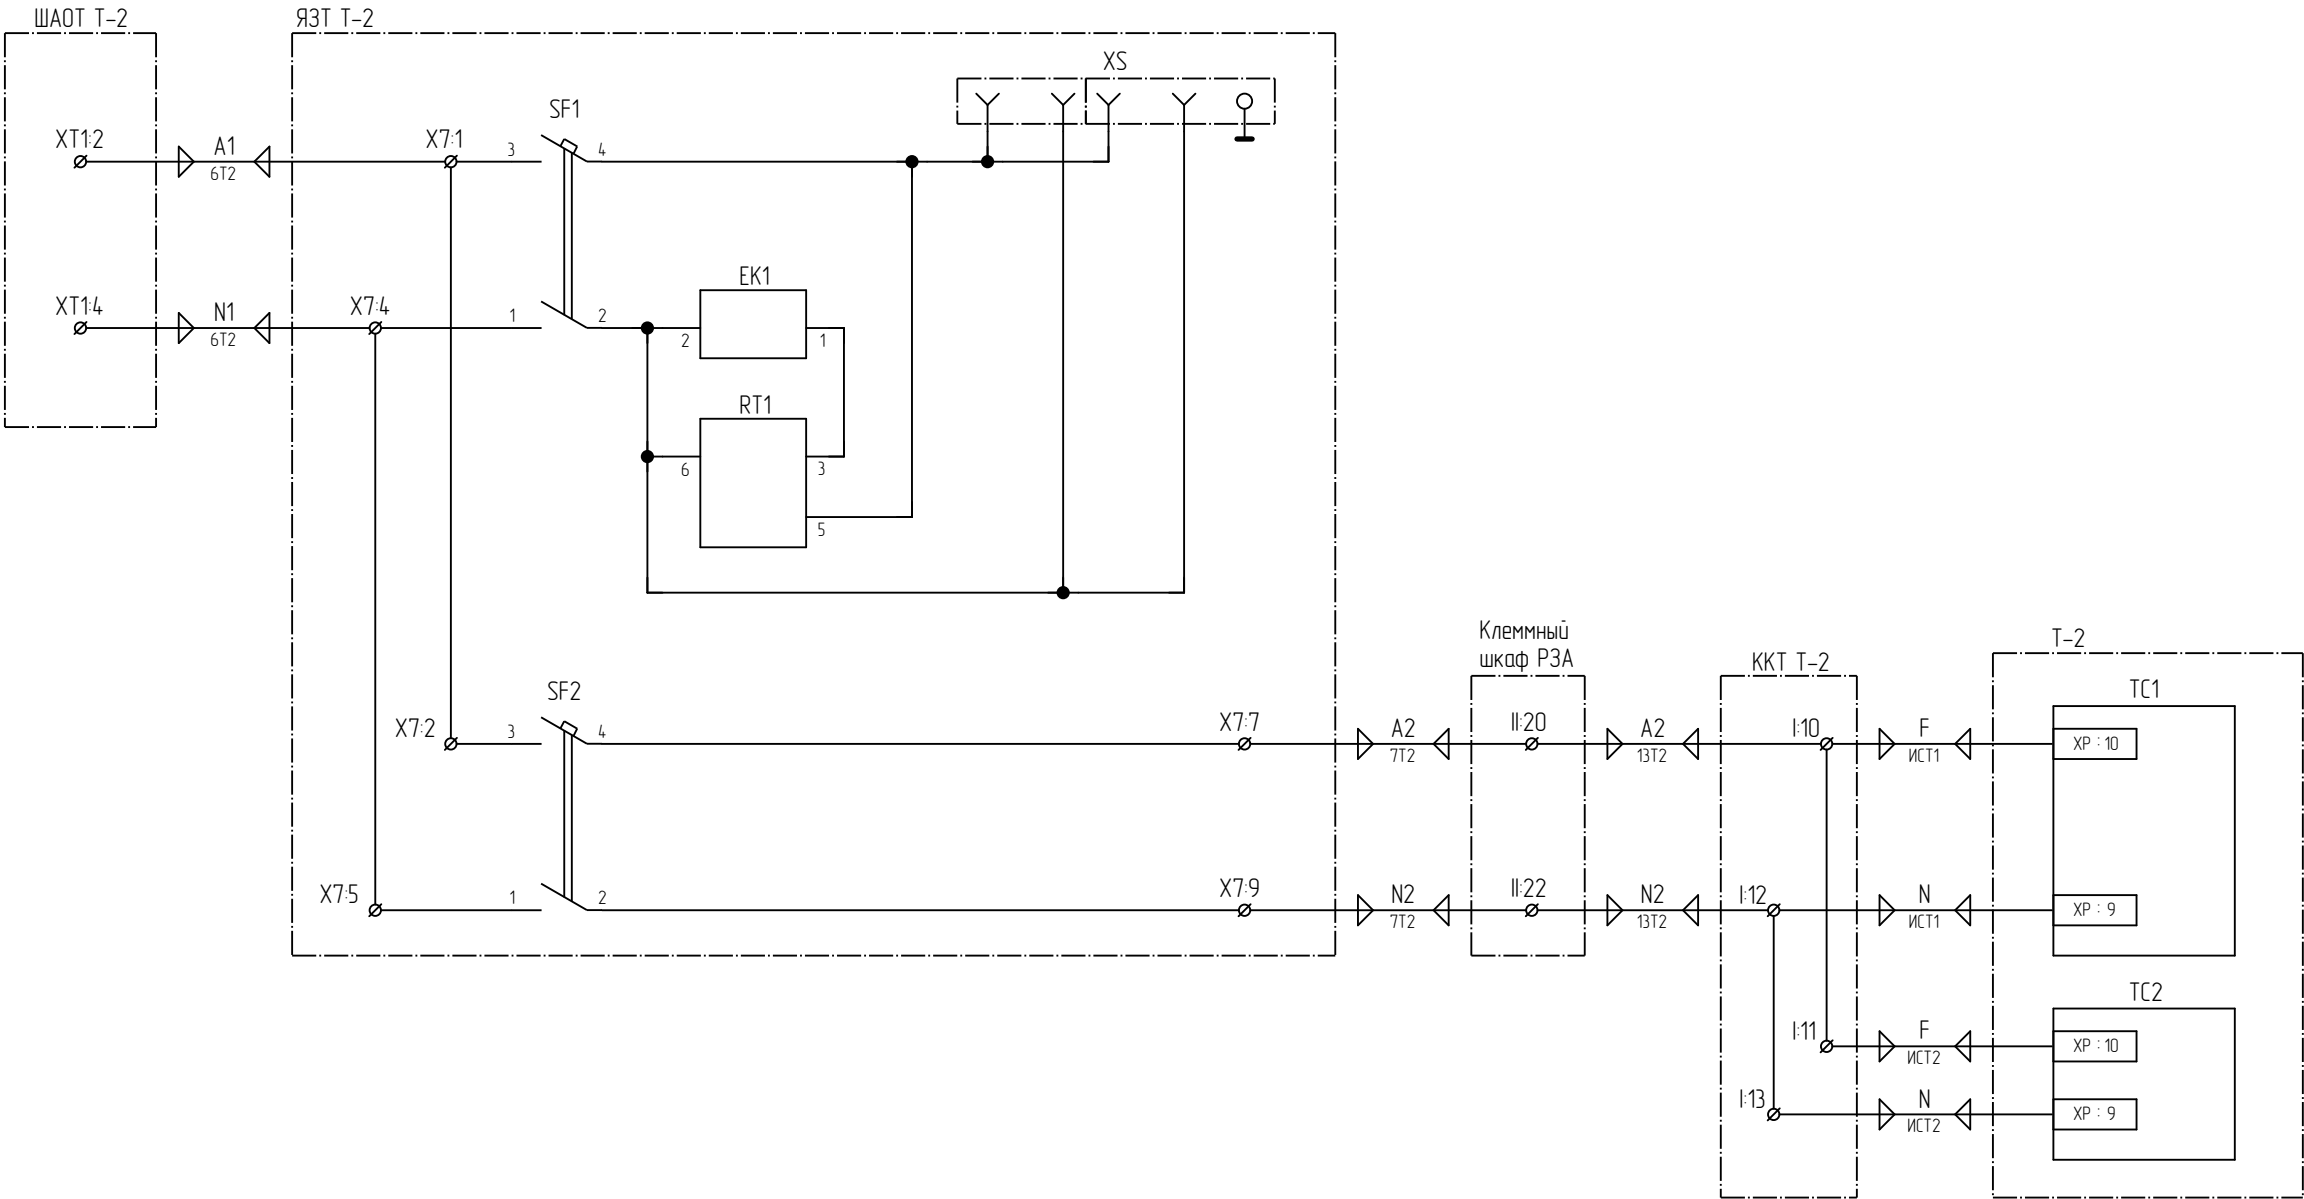 ШАОТ Т-2
ЯЗТ Т-2
XS
SF1
XT1:2
A1
6Т2
X7:1
3
4
EK1
XT1:4
N1
6Т2
X7:4
1
2
2
1
RT1
6
3
5
Клеммный
шкаф РЗА
ККТ Т-2
Т-2
SF2
TC1
X7:2
3
4
X7:7
A2
7Т2
II:20
A2
13Т2
I:10
F
ИСТ1
XP : 10
X7:5
1
2
X7:9
N2
7Т2
II:22
N2
13Т2
I:12
N
ИСТ1
XP : 9
TC2
I:11
F
ИСТ2
XP : 10
I:13
N
ИСТ2
XP : 9